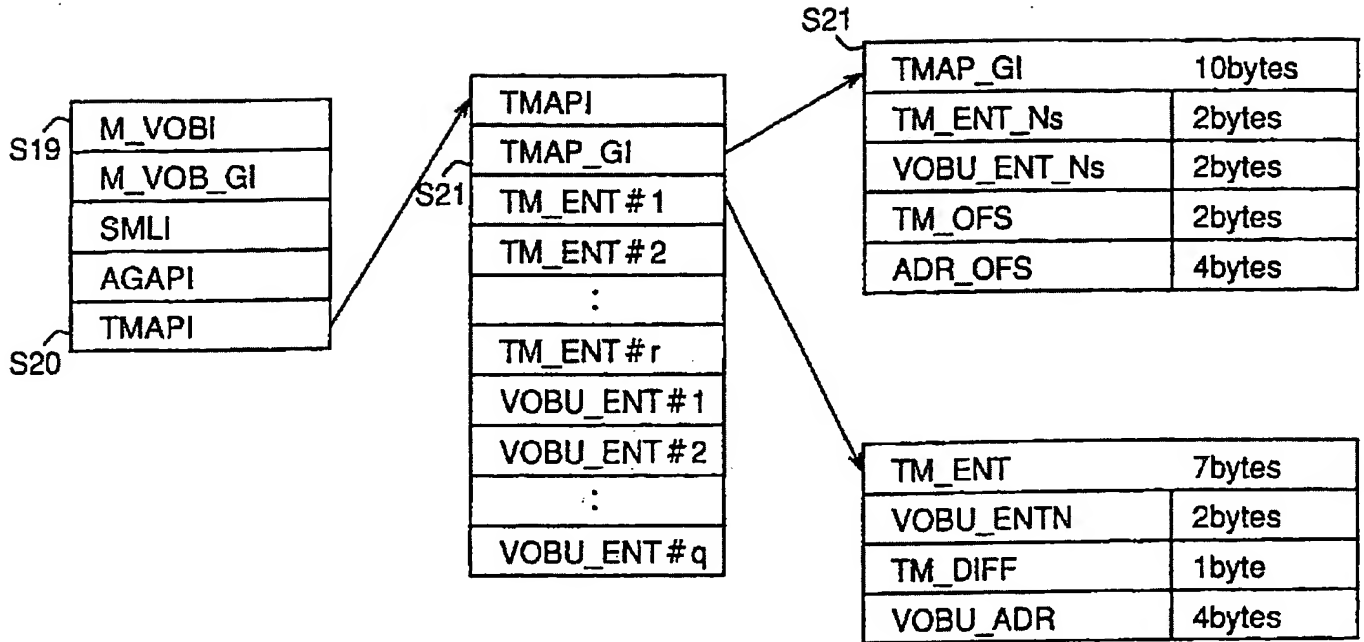 S19
M_VOBI
M_VOB_GI
SMLI
AGAPI
TMAPI
S20
TMAPI
TMAP_GI
S21
TM_ENT#1
TM_ENT#2
:
TM_ENT#r
VOBU_ENT#1
VOBU_ENT#2
:
VOBU_ENT#q
S21
TMAP_GI 10bytes
TM_ENT_Ns 2bytes
VOBU_ENT_Ns 2bytes
TM_OFS 2bytes
ADR_OFS 4bytes
TM_ENT 7bytes
VOBU_ENTN 2bytes
TM_DIFF 1byte
VOBU_ADR 4bytes